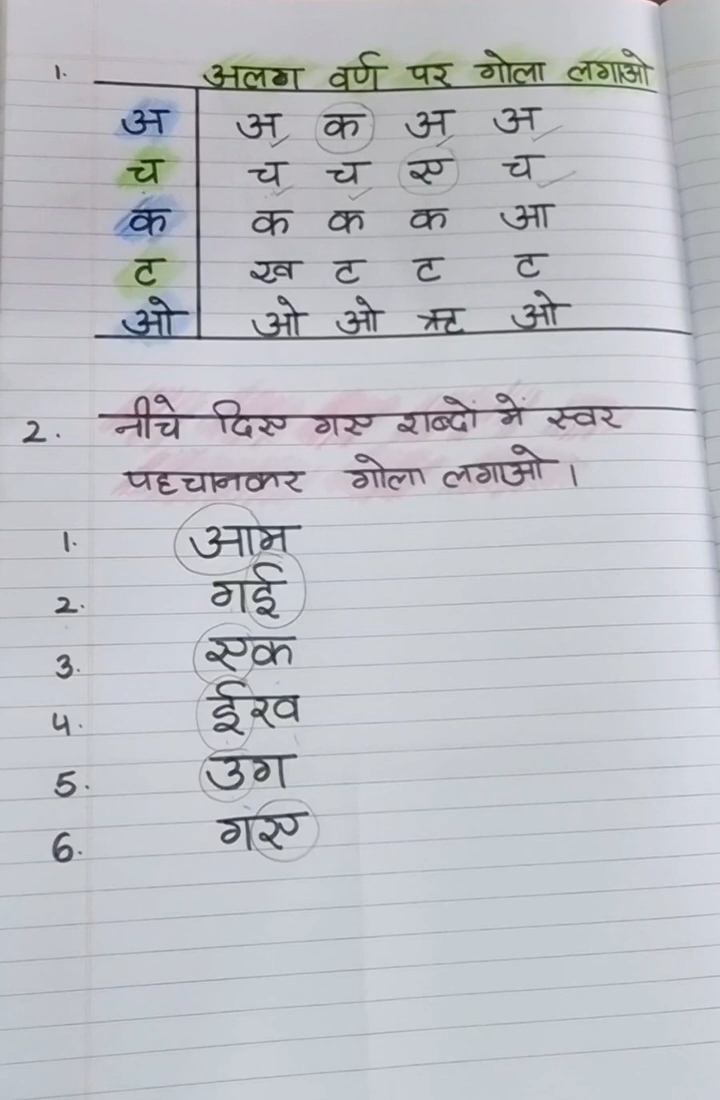 1. अलग वर्ण पर गोला लगाओ
अ अ क अ अ
च च च ए च
क क क क आ
ट ख ट ट ट
ओ ओ ओ ऋ ओ
2. नीचे दिए गए शब्दों में स्वर
पहचानकर गोला लगाओ।
1. आम
2. गई
3. एक
4. ईख
5. उग
6. गए